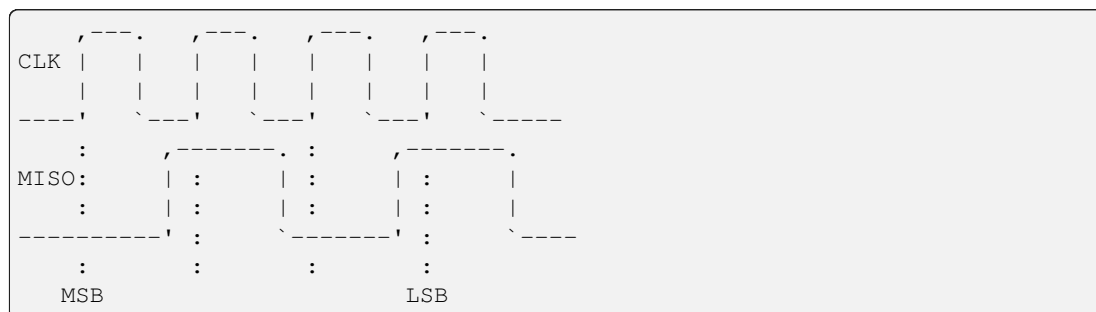 ,---.   ,---.   ,---.   ,---.
CLK |   |   |   |   |   |   |   |
    |   |   |   |   |   |   |   |
----'   `---'   `---'   `---'   `-----
    :     ,-------. :     ,-------.
MISO:     | :     | :     | :     |
    :     | :     | :     | :     |
----------' :     `-------' :     `----
    :       :       :       :
   MSB                     LSB